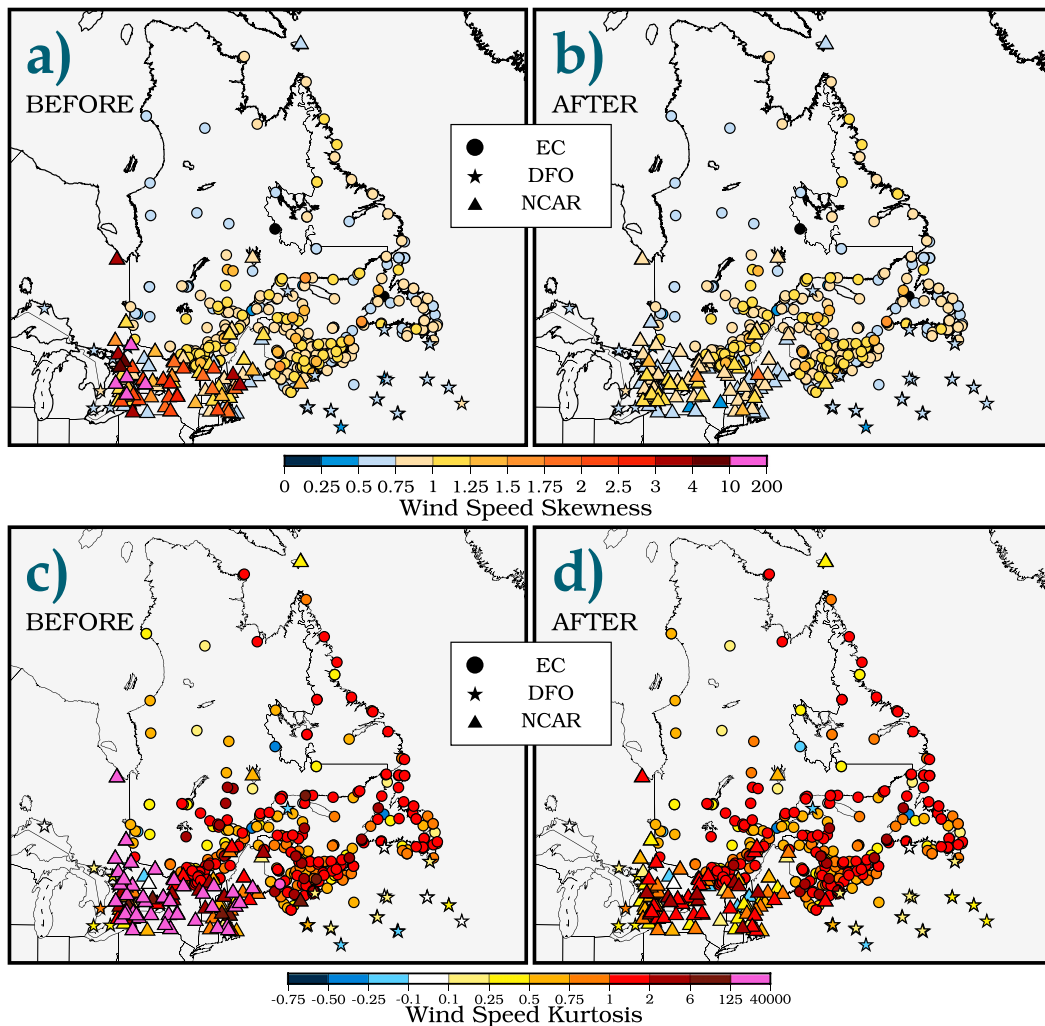 a)
BEFORE
b)
AFTER
EC
DFO
NCAR
0 0.25 0.5 0.75 1 1.25 1.5 1.75 2 2.5 3 4 10 200
Wind Speed Skewness
c)
BEFORE
d)
AFTER
EC
DFO
NCAR
-0.75 -0.50 -0.25 -0.1 0.1 0.25 0.5 0.75 1 2 6 125 40000
Wind Speed Kurtosis